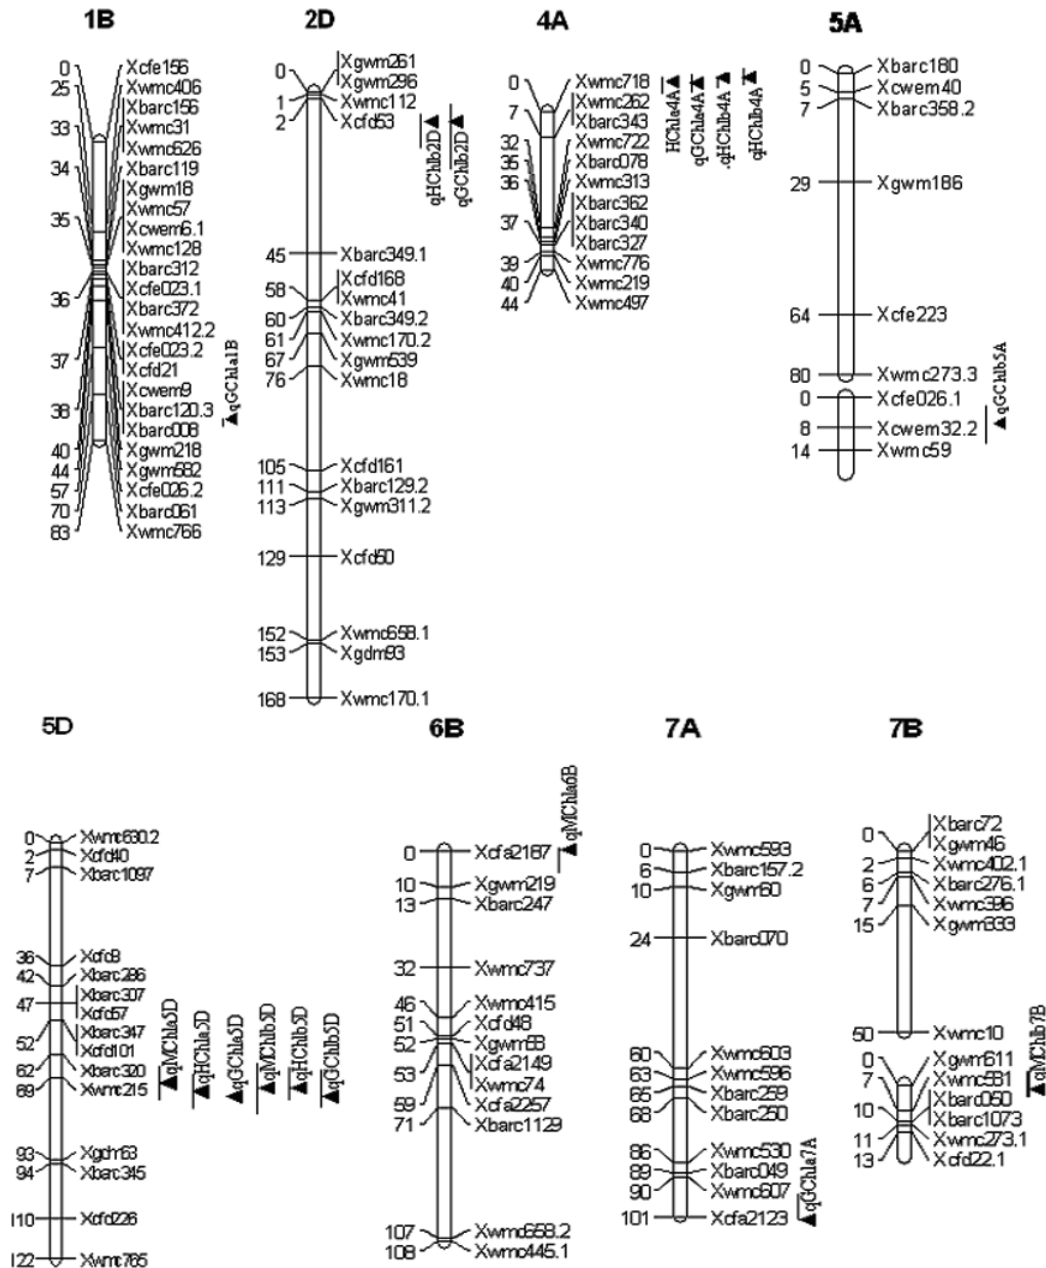 1B
0 Xcfe156
25 Xwmc406
Xbarc156
33 Xwmc31
Xwmc626
34 Xbarc119
Xgwm18
35 Xwmc57
Xcwem6.1
Xwmc128
Xbarc312
Xcfe023.1
36 Xbarc372
Xwmc412.2
Xcfe023.2
37 Xcfd21
Xcwem9
38 Xbarc120.3
Xbarc008
40 Xgwm218
44 Xgwm582
57 Xcfe026.2
70 Xbarc061
83 Xwmc766
qGChla1B
2D
Xgwm261
0 Xgwm296
1 Xwmc112
2 Xcfd53
45 Xbarc349.1
Xcfd168
58 Xwmc41
60 Xbarc349.2
61 Xwmc170.2
67 Xgwm539
76 Xwmc18
105 Xcfd161
111 Xbarc129.2
113 Xgwm311.2
129 Xcfd50
152 Xwmc658.1
153 Xgdm93
168 Xwmc170.1
qHChlb2D
qGChlb2D
4A
0 Xwmc718
Xwmc262
7 Xbarc343
32 Xwmc722
35 Xbarc078
36 Xwmc313
Xbarc362
37 Xbarc340
Xbarc327
39 Xwmc776
40 Xwmc219
44 Xwmc497
HChla4A
qGChla4A
.qHChlb4A
qHChlb4A
5A
0 Xbarc180
5 Xcwem40
7 Xbarc358.2
29 Xgwm186
64 Xcfe223
80 Xwmc273.3
0 Xcfe026.1
8 Xcwem32.2
14 Xwmc59
qGChlb5A
5D
0 Xwmc630.2
2 Xcfd40
7 Xbarc1097
36 Xcfd8
42 Xbarc286
Xbarc307
47 Xcfd57
Xbarc347
52 Xcfd101
62 Xbarc320
69 Xwmc215
93 Xgdm63
94 Xbarc345
110 Xcfd226
122 Xwmc765
qMChla5D
qHChla5D
qGChla5D
qMChlb5D
qHChlb5D
qGChlb5D
6B
0 Xcfa2187
10 Xgwm219
13 Xbarc247
32 Xwmc737
46 Xwmc415
51 Xcfd48
52 Xgwm58
Xcfa2149
53 Xwmc74
59 Xcfa2257
71 Xbarc1129
107 Xwmc658.2
108 Xwmc445.1
qMChla6B
7A
0 Xwmc593
6 Xbarc157.2
10 Xgwm60
24 Xbarc070
60 Xwmc603
63 Xwmc596
65 Xbarc259
68 Xbarc250
86 Xwmc530
89 Xbarc049
90 Xwmc607
101 Xcfa2123
qGChla7A
7B
Xbarc72
0 Xgwm46
2 Xwmc402.1
6 Xbarc276.1
7 Xwmc396
15 Xgwm333
50 Xwmc10
0 Xgwm611
7 Xwmc581
Xbarc050
10 Xbarc1073
11 Xwmc273.1
13 Xcfd22.1
qMChlb7B